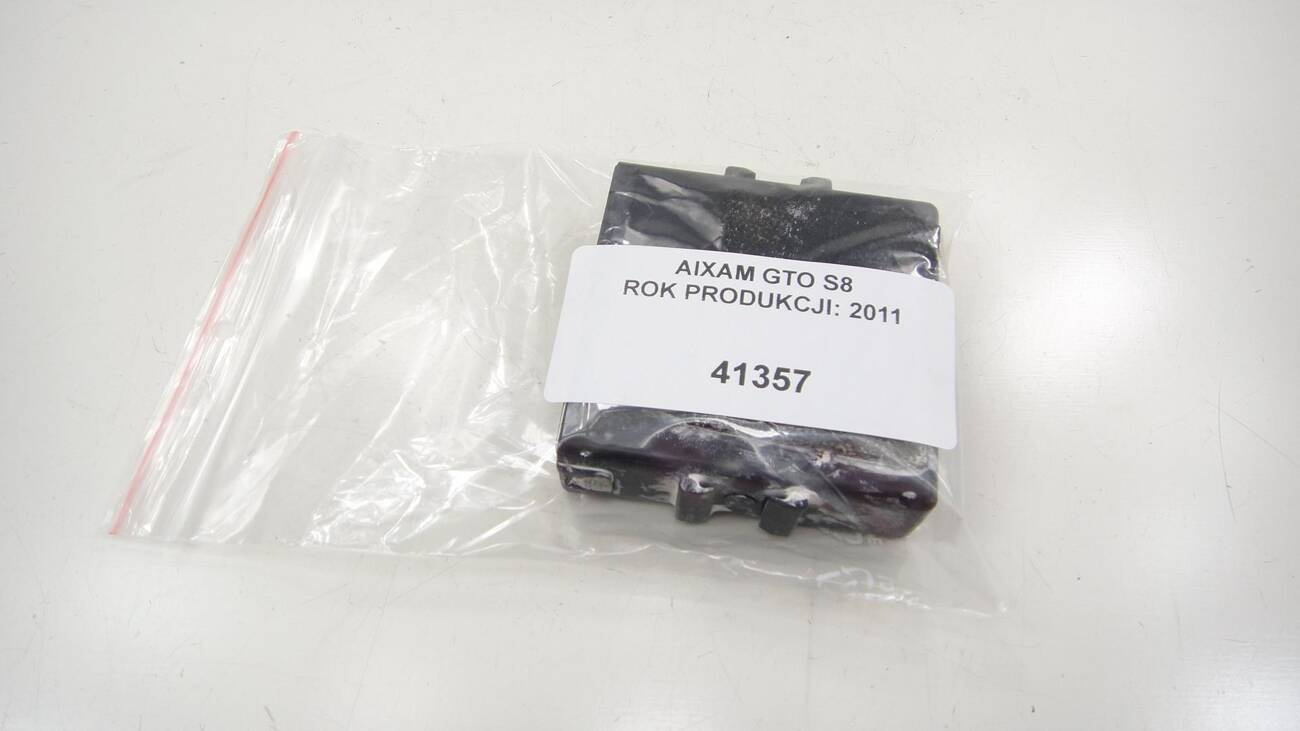 AIXAM GTO S8
ROK PRODUKCJI: 2011
41357